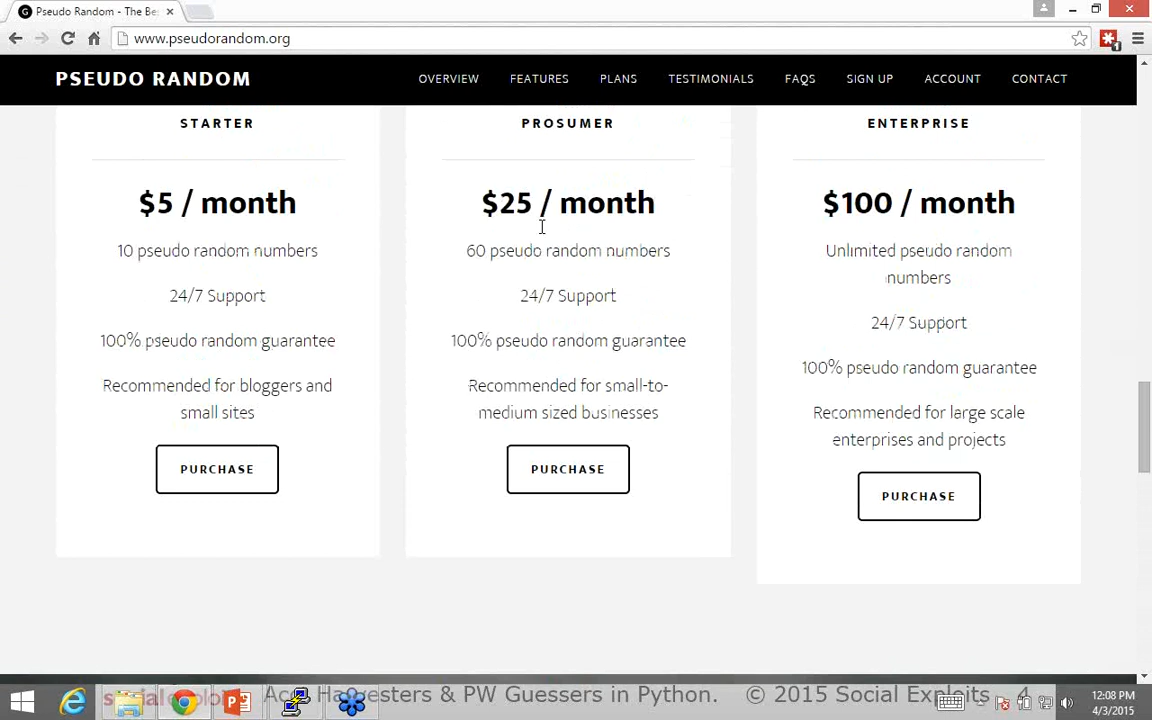 Pseudo Random - The Be
www.pseudorandom.org
1
PSEUDO RANDOM
OVERVIEW FEATURES PLANS TESTIMONIALS FAQS SIGN UP ACCOUNT CONTACT
STARTER
$5 / month
10 pseudo random numbers
24/7 Support
100% pseudo random guarantee
Recommended for bloggers and
small sites
PURCHASE
PROSUMER
$25 / month
60 pseudo random numbers
24/7 Support
100% pseudo random guarantee
Recommended for small-to-
medium sized businesses
PURCHASE
ENTERPRISE
$100 / month
Unlimited pseudo random
numbers
24/7 Support
100% pseudo random guarantee
Recommended for large scale
enterprises and projects
PURCHASE
Harvesters & PW Guessers in Python. © 2015 Social Exploits 4
12:08 PM
4/3/2015